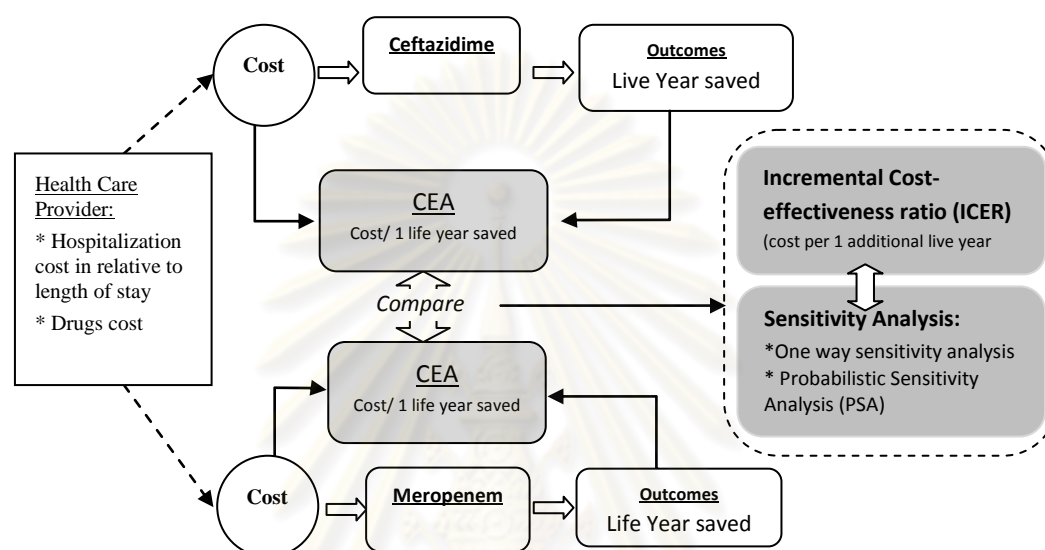 Cost
Ceftazidime
Outcomes
Live Year saved
Health Care
Provider:
* Hospitalization
cost in relative to
length of stay
* Drugs cost
CEA
Cost/ 1 life year saved
Compare
CEA
Cost/ 1 life year saved
Incremental Cost-
effectiveness ratio (ICER)
(cost per 1 additional live year
Sensitivity Analysis:
*One way sensitivity analysis
* Probabilistic Sensitivity
Analysis (PSA)
Cost
Meropenem
Outcomes
Life Year saved